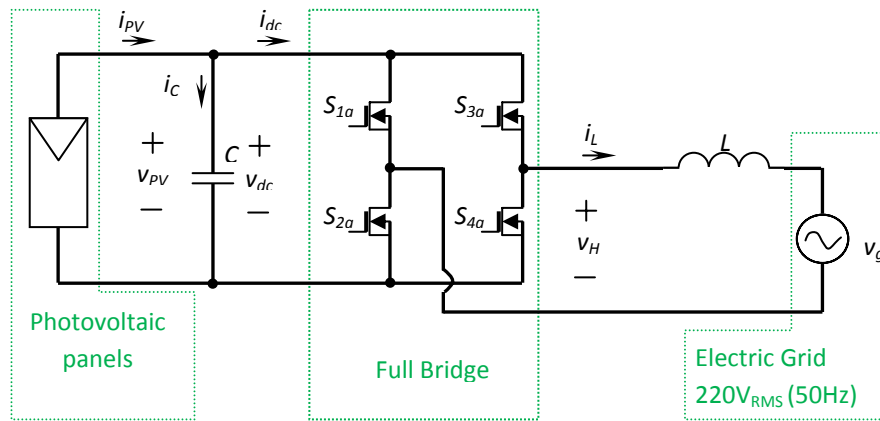 iPV
idc
iC
S1a
S3a
iL
L
+
C
+
vPV
vdc
−
−
S2a
S4a
+
vH
−
vg
Photovoltaic
panels
Full Bridge
Electric Grid
220VRMS (50Hz)